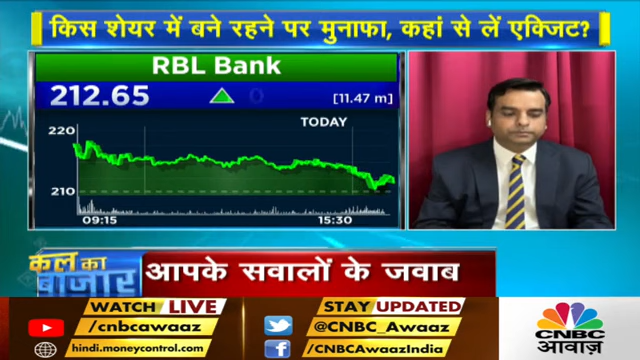 किस शेयर में बने रहने पर मुनाफा, कहां से लें एक्जिट?
RBL Bank
212.65
0
[11.47 m]
TODAY
220
210
09:15
15:30
कल का
बाज़ार
आपके सवालों के जवाब
WATCH LIVE
/cnbcawaaz
hindi.moneycontrol.com
STAY UPDATED
@CNBC_Awaaz
/CNBCAwaazIndia
CNBC
आवाज़